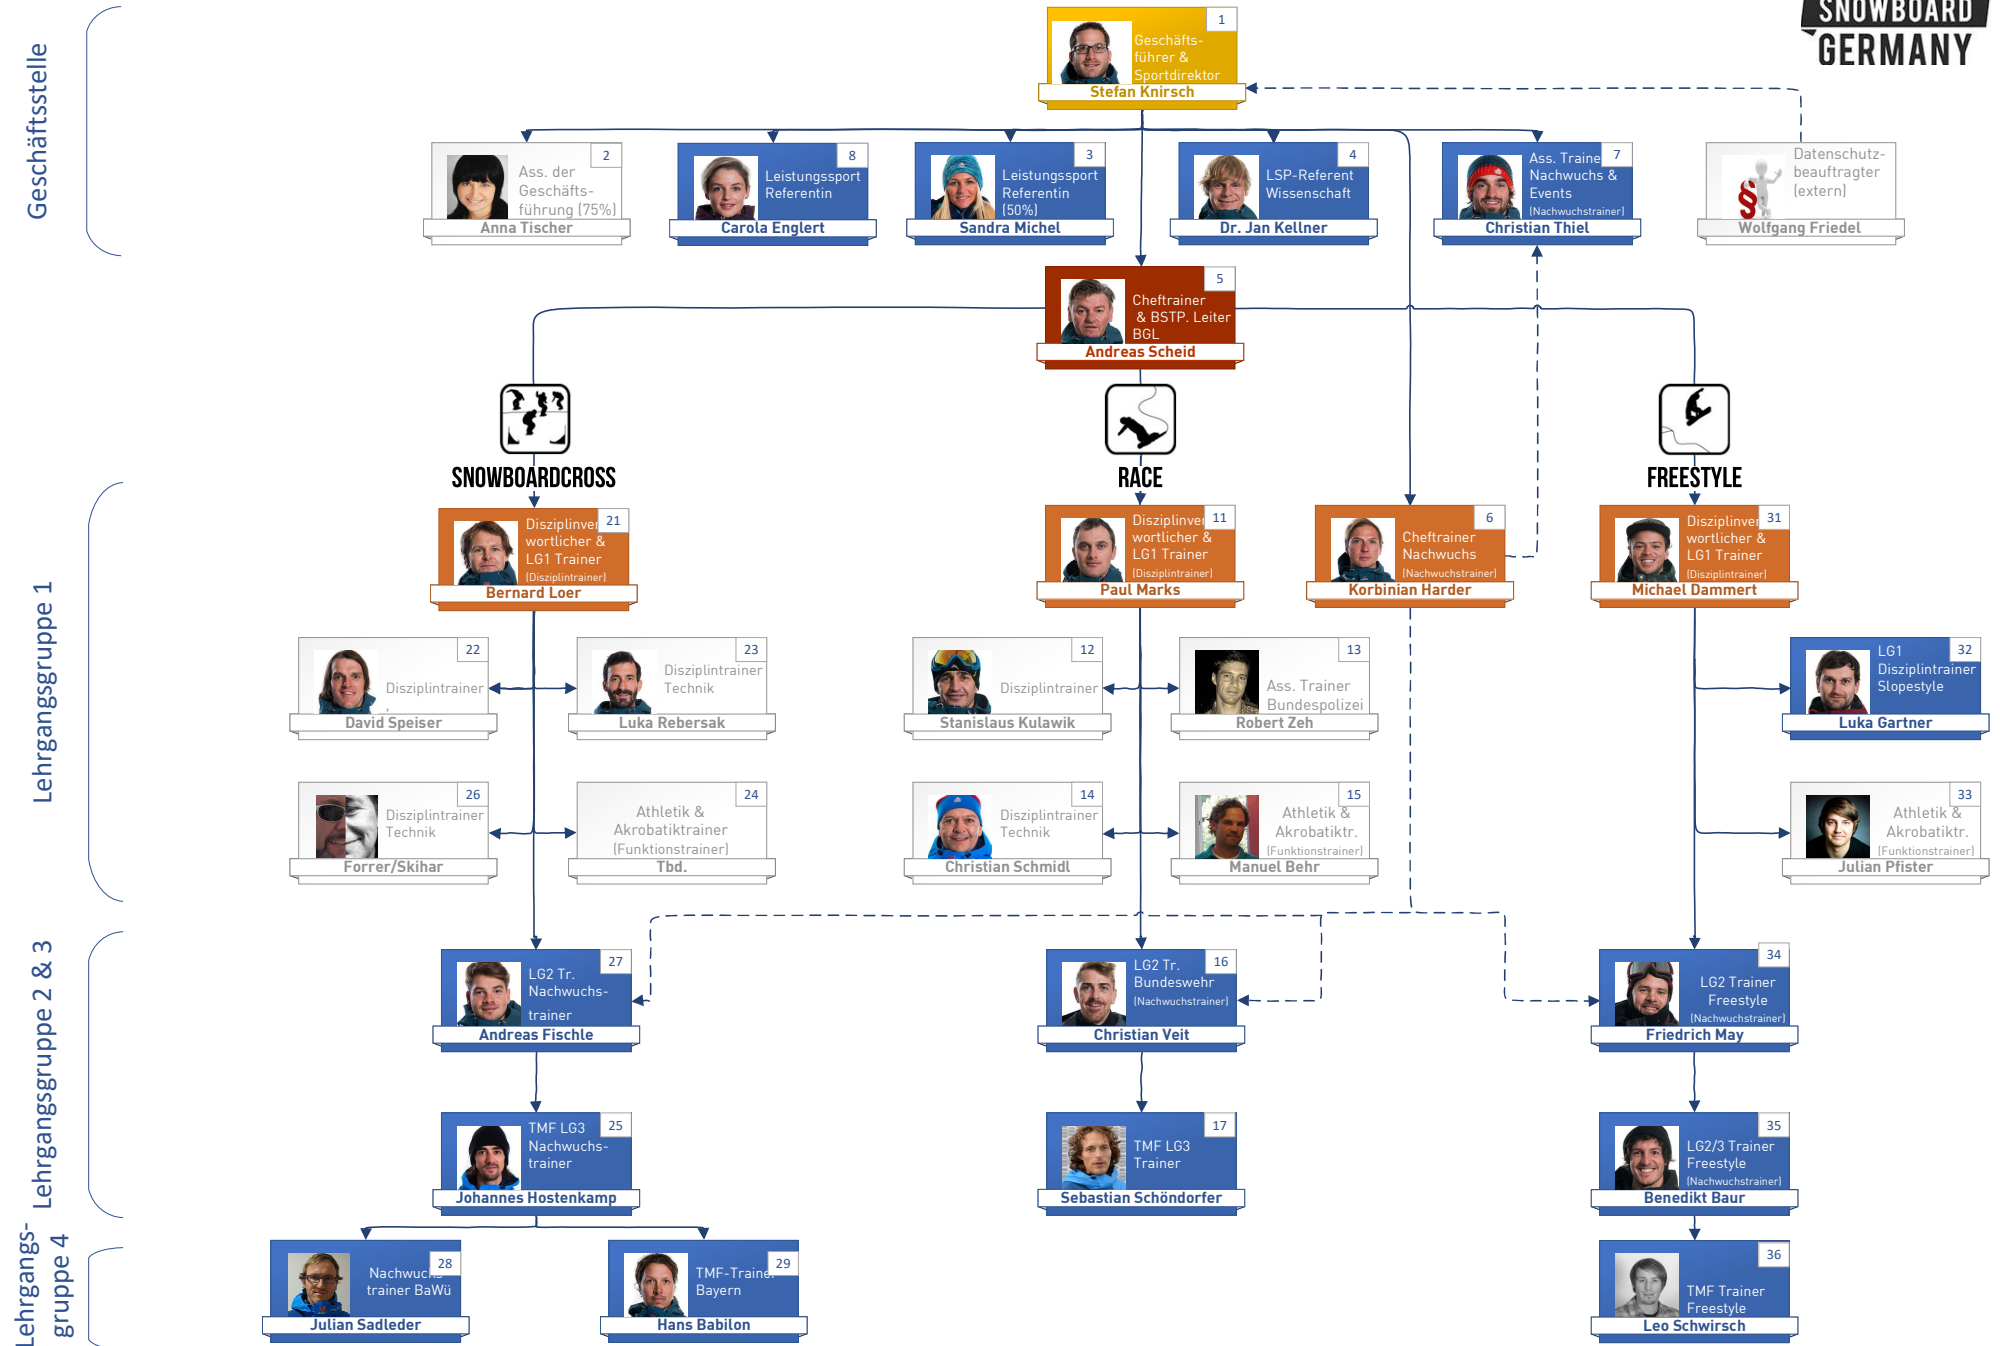 SNOWBOARD
GERMANY
Geschäftsstelle
1
Geschäfts-
führer &
Sportdirektor
Stefan Knirsch
2
Ass. der
Geschäfts-
führung (75%)
Anna Tischer
8
Leistungssport
Referentin
Carola Englert
3
Leistungssport
Referentin
(50%)
Sandra Michel
4
LSP-Referent
Wissenschaft
Dr. Jan Kellner
7
Ass. Traine
Nachwuchs &
Events
(Nachwuchstrainer)
Christian Thiel
Datenschutz-
beauftragter
(extern)
§
Wolfgang Friedel
5
Cheftrainer
& BSTP. Leiter
BGL
Andreas Scheid
SNOWBOARDCROSS
RACE
FREESTYLE
Lehrgangsgruppe 1
21
Disziplinver
wortlicher &
LG1 Trainer
(Disziplintrainer)
Bernard Loer
11
Disziplinver
wortlicher &
LG1 Trainer
(Disziplintrainer)
Paul Marks
6
Cheftrainer
Nachwuchs
(Nachwuchstrainer)
Korbinian Harder
31
Disziplinver
wortlicher &
LG1 Trainer
(Disziplintrainer)
Michael Dammert
22
Disziplintrainer
,
David Speiser
23
Disziplintrainer
Technik
Luka Rebersak
12
Disziplintrainer
Stanislaus Kulawik
13
Ass. Trainer
Bundespolizei
Robert Zeh
32
LG1
Disziplintrainer
Slopestyle
Luka Gartner
26
Disziplintrainer
Technik
Forrer/Skihar
24
Athletik &
Akrobatiktrainer
(Funktionstrainer)
Tbd.
14
Disziplintrainer
Technik
Christian Schmidl
15
Athletik &
Akrobatiktr.
(Funktionstrainer)
Manuel Behr
33
Athletik &
Akrobatiktr.
(Funktionstrainer)
Julian Pfister
Lehrgangsgruppe 2 & 3
27
LG2 Tr.
Nachwuchs-
trainer
Andreas Fischle
16
LG2 Tr.
Bundeswehr
(Nachwuchstrainer)
Christian Veit
34
LG2 Trainer
Freestyle
(Nachwuchstrainer)
Friedrich May
25
TMF LG3
Nachwuchs-
trainer
Johannes Hostenkamp
17
TMF LG3
Trainer
Sebastian Schöndorfer
35
LG2/3 Trainer
Freestyle
(Nachwuchstrainer)
Benedikt Baur
Lehrgangs-
gruppe 4
28
Nachwuchs-
trainer BaWü
Julian Sadleder
29
TMF-Traine
Bayern
Hans Babilon
36
TMF Trainer
Freestyle
Leo Schwirsch